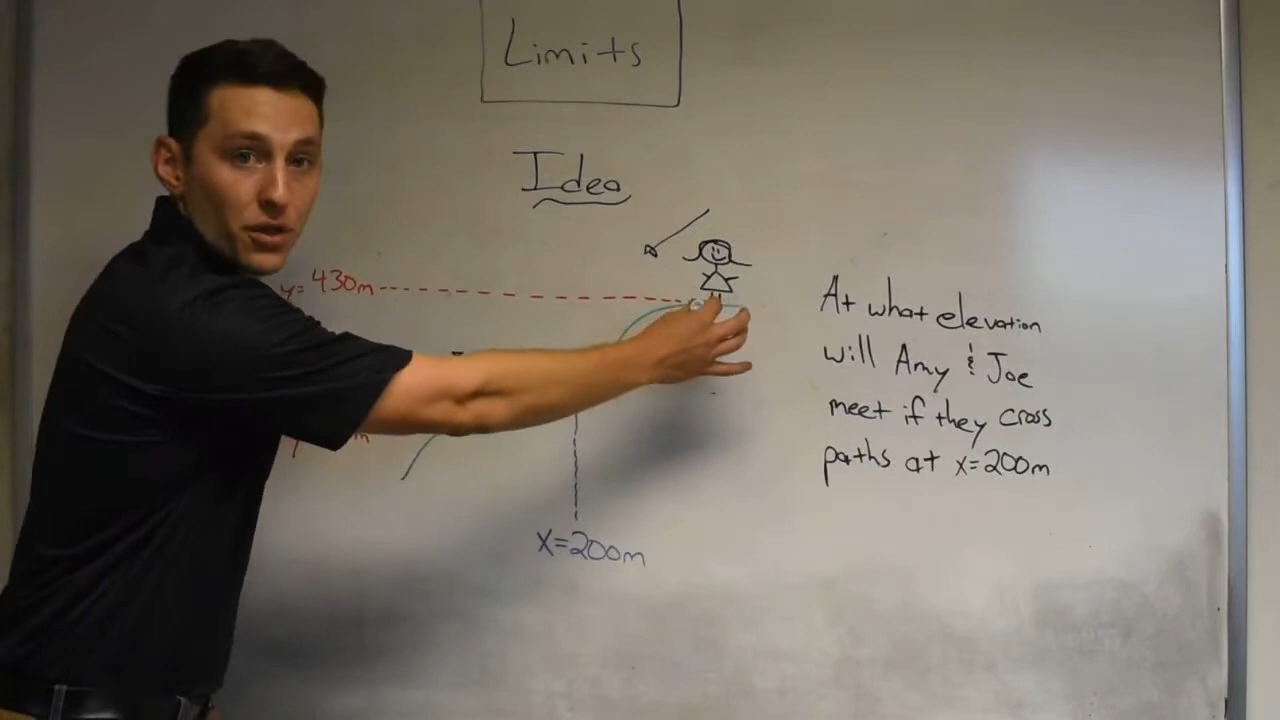 Limits
Idea
y=430m
At what elevation
will Amy & Joe
meet if they cross
paths at x=200m
X=200m